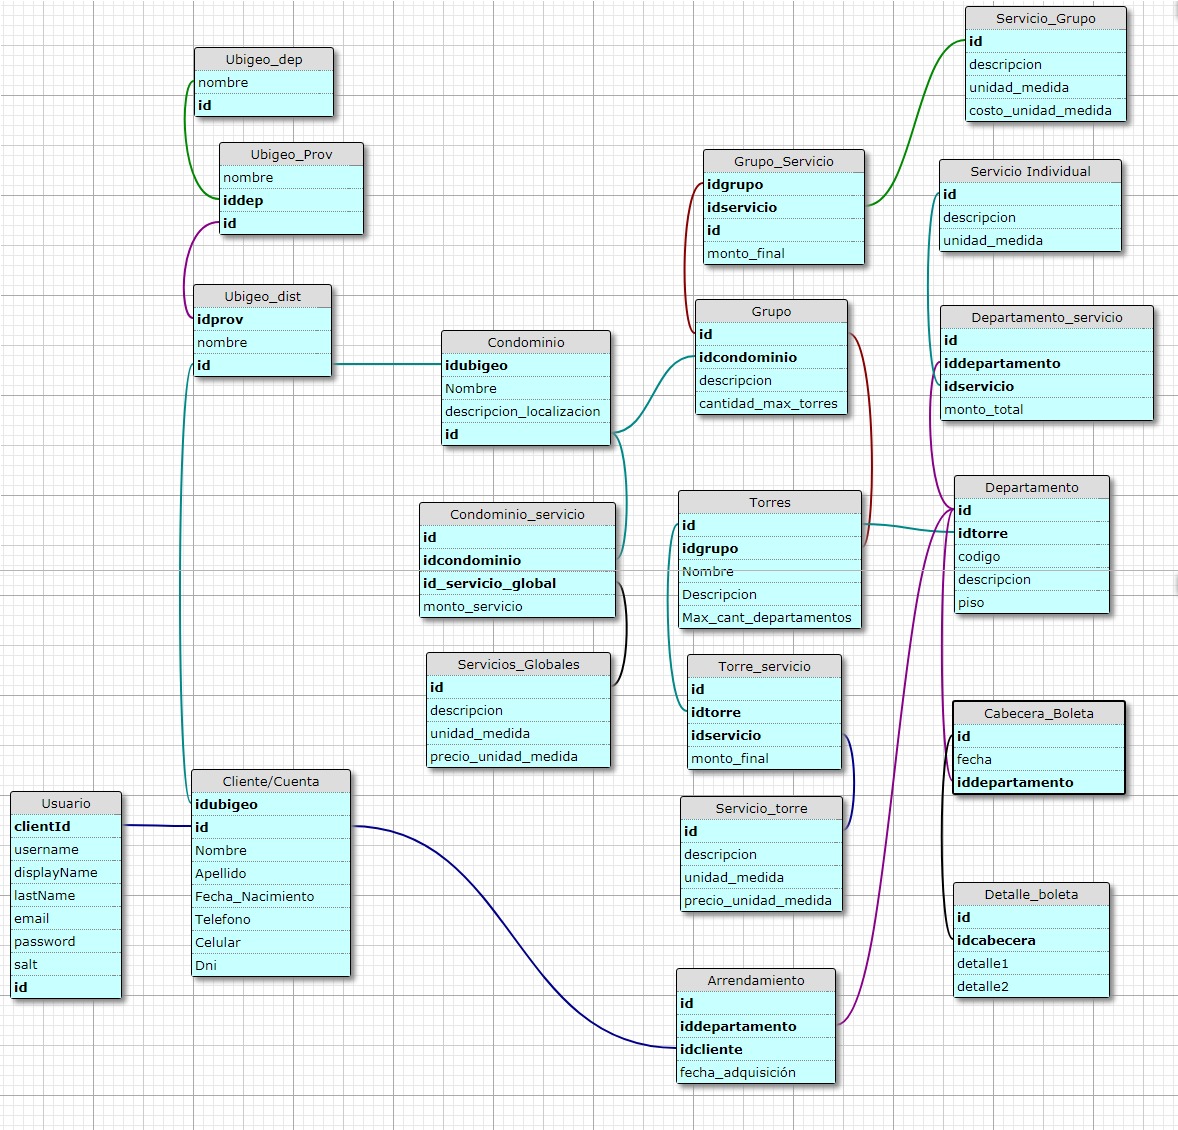 Servicio_Grupo
id
descripcion
unidad_medida
costo_unidad_medida
Ubigeo_dep
nombre
id
Ubigeo_Prov
nombre
iddep
id
Grupo_Servicio
idgrupo
idservicio
id
monto_final
Servicio Individual
id
descripcion
unidad_medida
Ubigeo_dist
idprov
nombre
id
Condominio
idubigeo
Nombre
descripcion_localizacion
id
Grupo
id
idcondominio
descripcion
cantidad_max_torres
Departamento_servicio
id
iddepartamento
idservicio
monto_total
Condominio_servicio
id
idcondominio
id_servicio_global
monto_servicio
Torres
id
idgrupo
Nombre
Descripcion
Max_cant_departamentos
Departamento
id
idtorre
codigo
descripcion
piso
Servicios_Globales
id
descripcion
unidad_medida
precio_unidad_medida
Torre_servicio
id
idtorre
idservicio
monto_final
Cabecera_Boleta
id
fecha
iddepartamento
Usuario
clientId
username
displayName
lastName
email
password
salt
id
Cliente/Cuenta
idubigeo
id
Nombre
Apellido
Fecha_Nacimiento
Telefono
Celular
Dni
Servicio_torre
id
descripcion
unidad_medida
precio_unidad_medida
Detalle_boleta
id
idcabecera
detalle1
detalle2
Arrendamiento
id
iddepartamento
idcliente
fecha_adquisición